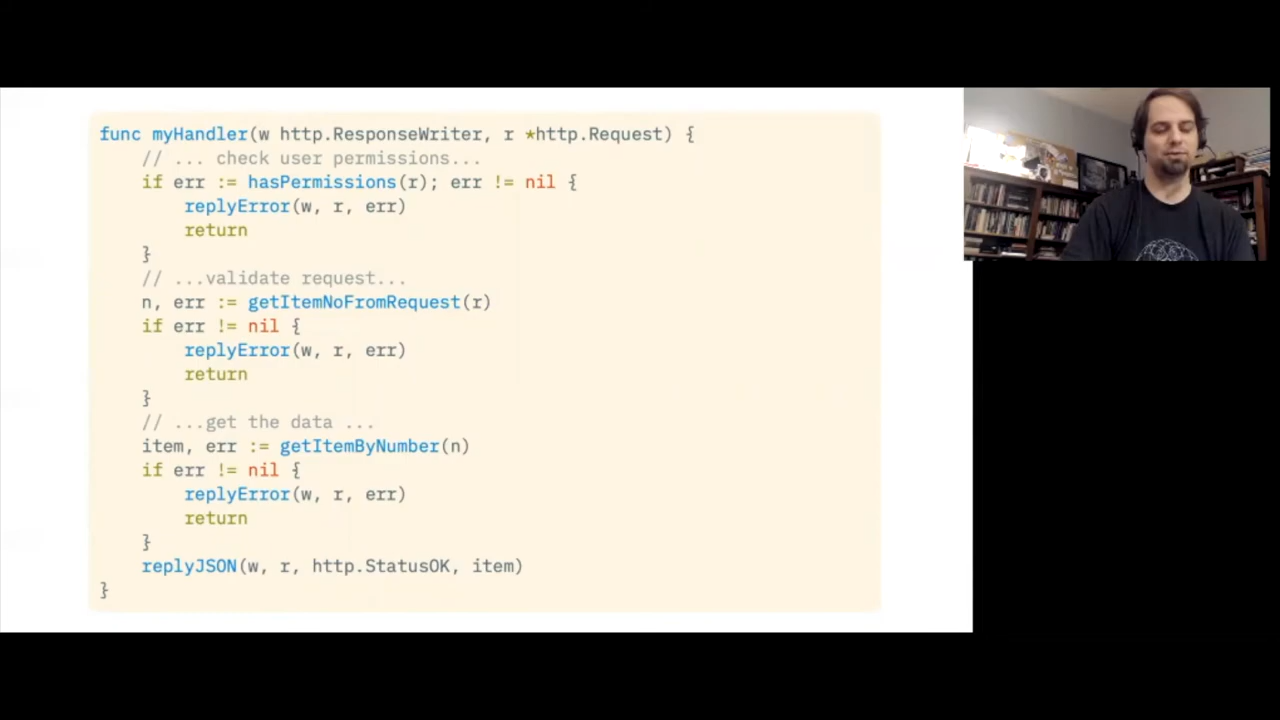 func myHandler(w http.ResponseWriter, r *http.Request) {
    // ... check user permissions...
    if err := hasPermissions(r); err != nil {
        replyError(w, r, err)
        return
    }
    // ...validate request...
    n, err := getItemNoFromRequest(r)
    if err != nil {
        replyError(w, r, err)
        return
    }
    // ...get the data ...
    item, err := getItemByNumber(n)
    if err != nil {
        replyError(w, r, err)
        return
    }
    replyJSON(w, r, http.StatusOK, item)
}